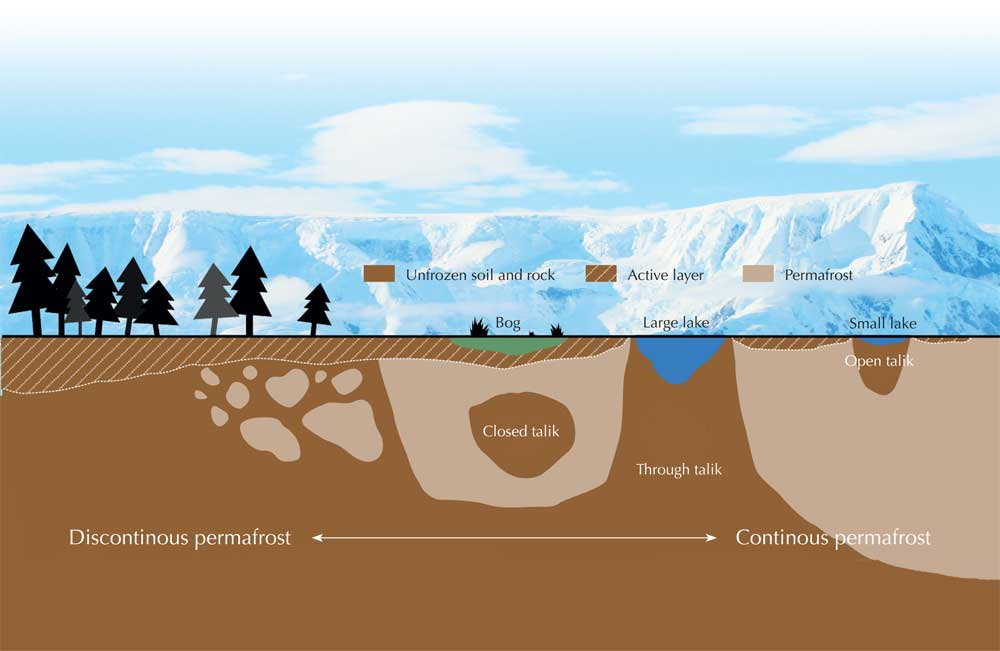 Unfrozen soil and rock
Active layer
Permafrost
Bog
Large lake
Small lake
Open talik
Closed talik
Through talik
Discontinous permafrost
Continous permafrost